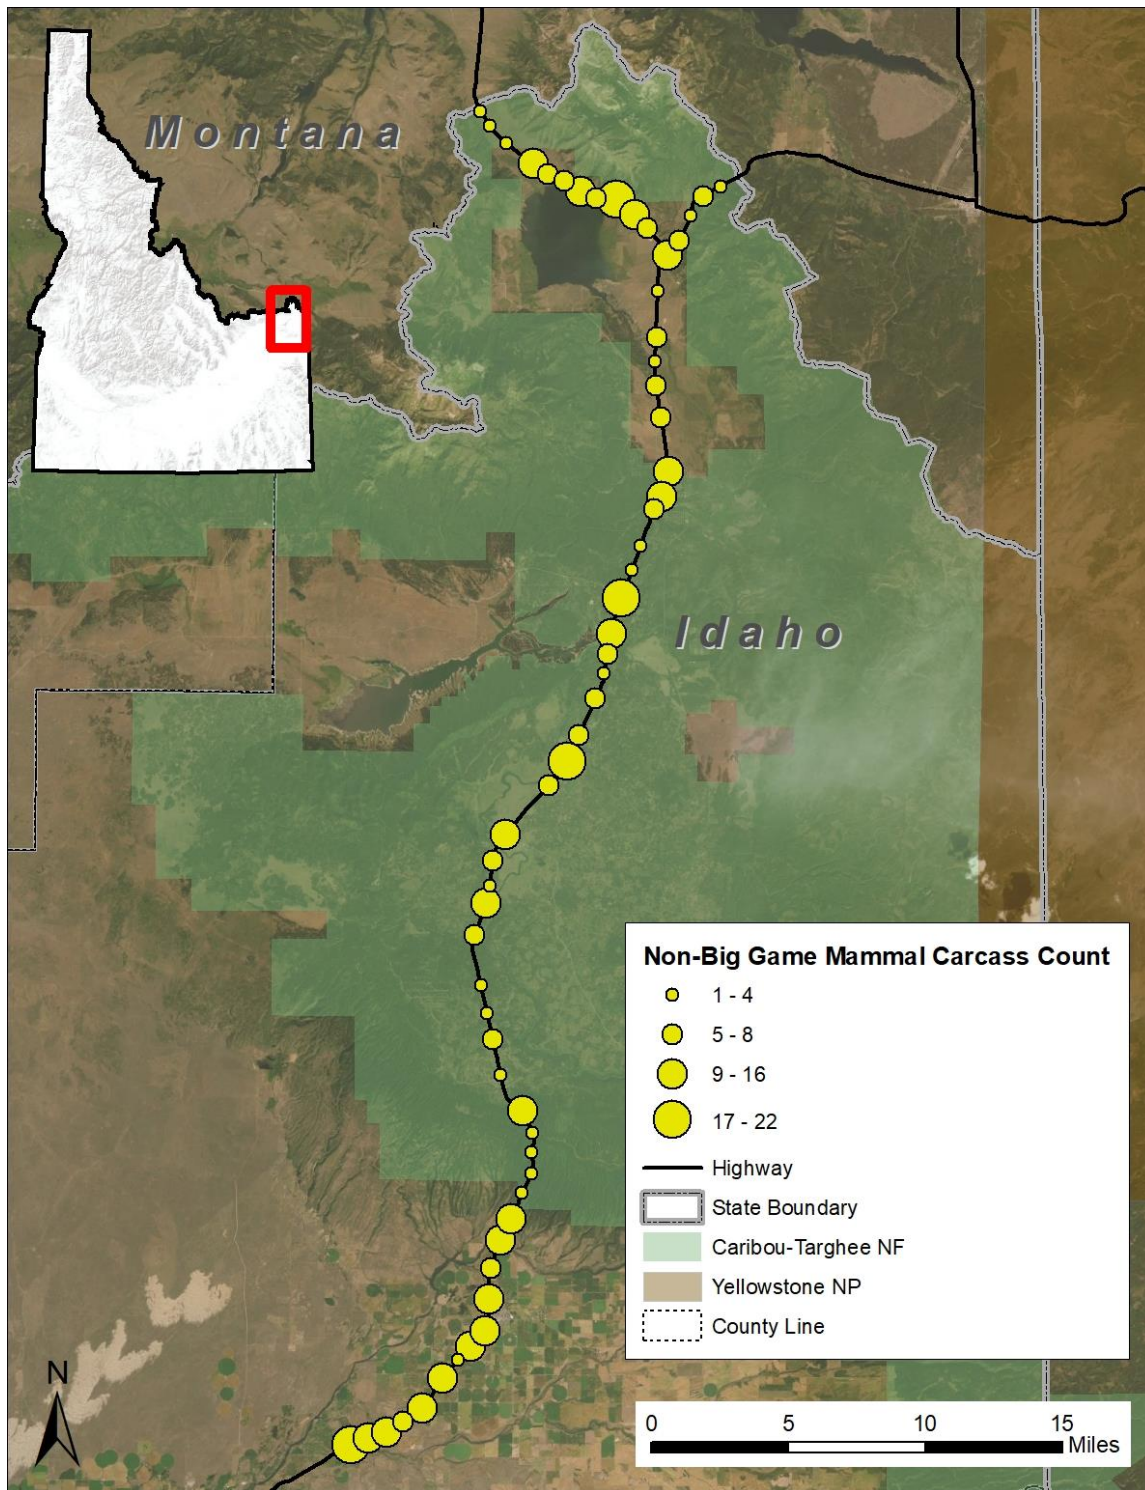 Montana
Idaho
Non-Big Game Mammal Carcass Count
1 - 4
5 - 8
9 - 16
17 - 22
Highway
State Boundary
Caribou-Targhee NF
Yellowstone NP
County Line
N
0 5 10 15
Miles